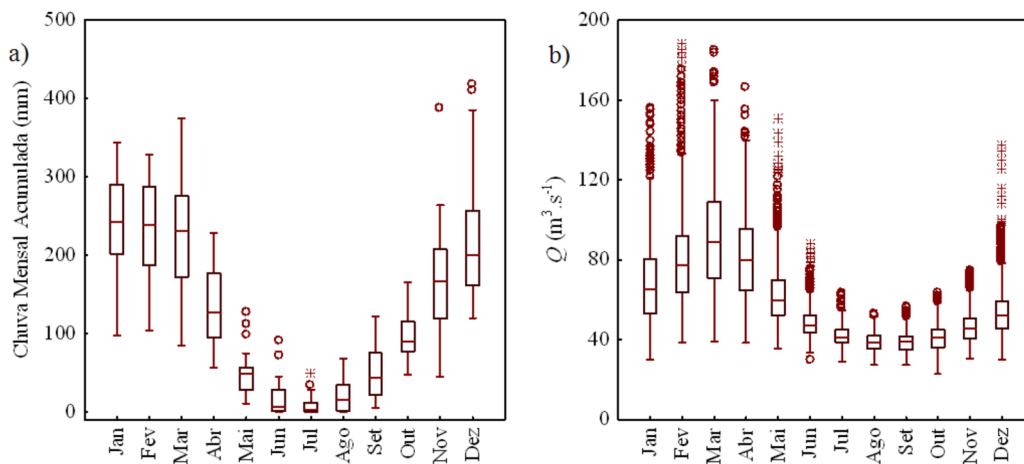 a)
Chuva Mensal Acumulada (mm)
500
400
300
200
100
0
Jan
Fev
Mar
Abr
Mai
Jun
Jul
Ago
Set
Out
Nov
Dez
b)
Q (m³.s⁻¹)
200
160
120
80
40
0
Jan
Fev
Mar
Abr
Mai
Jun
Jul
Ago
Set
Out
Nov
Dez